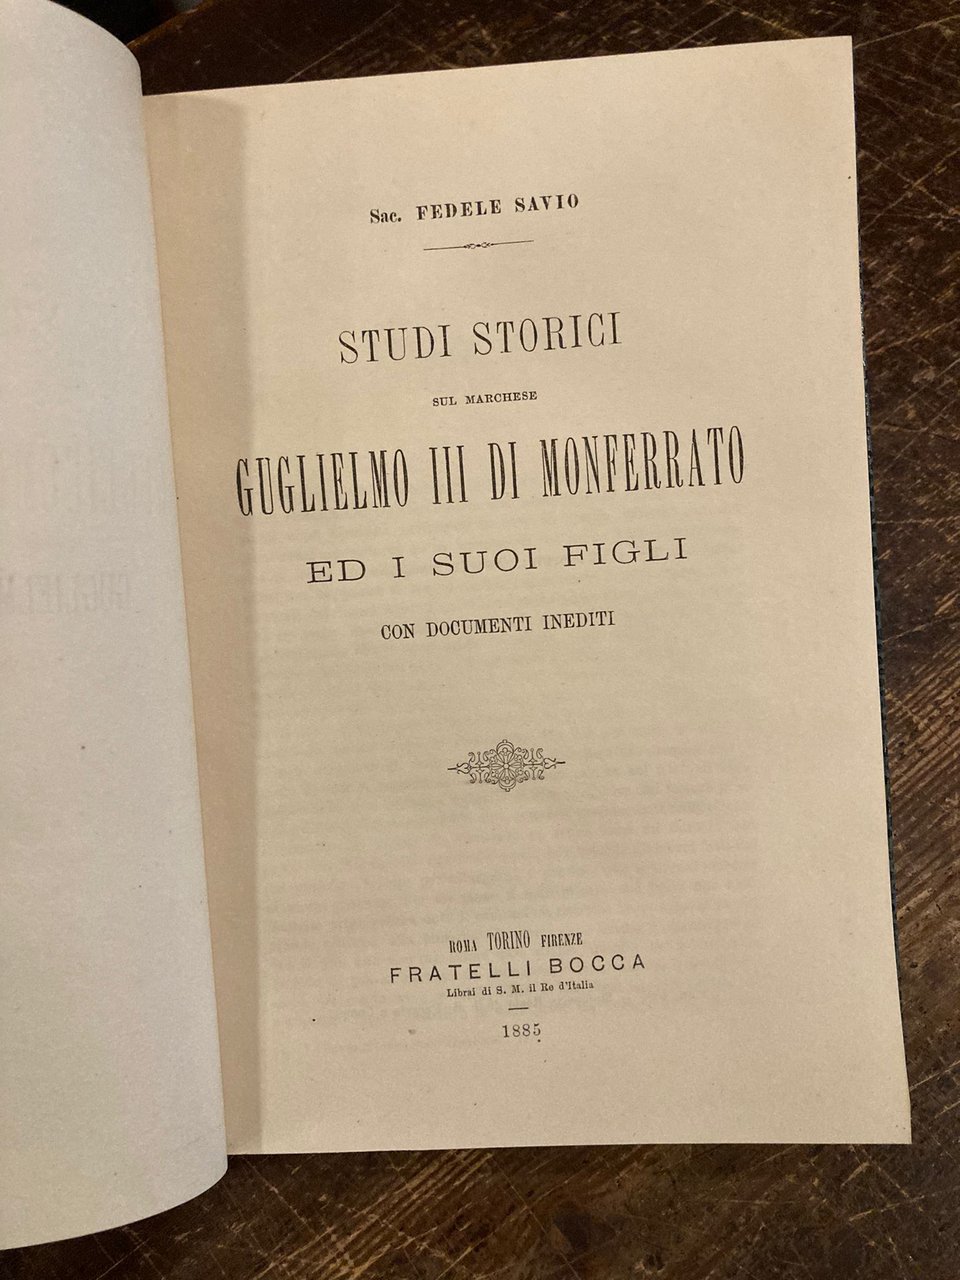 Sac. FEDELE SAVIO
STUDI STORICI
SUL MARCHESE
GUGLIELMO III DI MONFERRATO
ED I SUOI FIGLI
CON DOCUMENTI INEDITI
ROMA TORINO FIRENZE
FRATELLI BOCCA
Librai di S. M. il Re d'Italia
1885